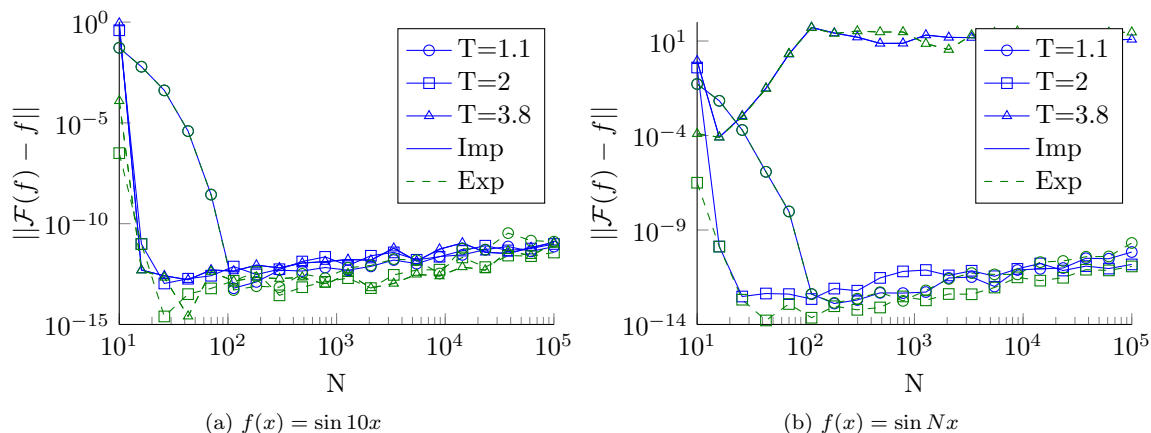 10^0
10^-5
10^-10
10^-15
||F(f) − f||
T=1.1
T=2
T=3.8
Imp
Exp
10^1 10^2 10^3 10^4 10^5
N
(a) f(x) = sin 10x
10^1
10^-4
10^-9
10^-14
||F(f) − f||
T=1.1
T=2
T=3.8
Imp
Exp
10^1 10^2 10^3 10^4 10^5
N
(b) f(x) = sin Nx